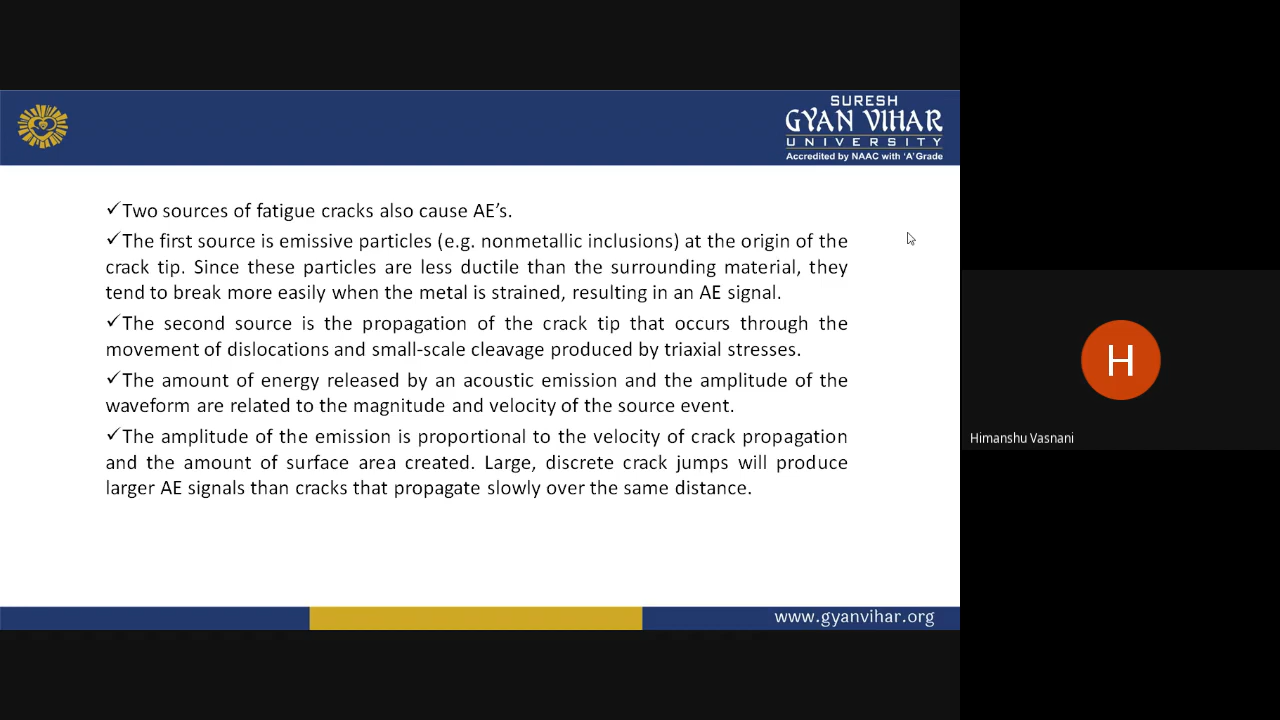 SURESH
GYAN VIHAR
UNIVERSITY
Accredited by NAAC with 'A' Grade
✓Two sources of fatigue cracks also cause AE’s.
✓The first source is emissive particles (e.g. nonmetallic inclusions) at the origin of the
crack tip. Since these particles are less ductile than the surrounding material, they
tend to break more easily when the metal is strained, resulting in an AE signal.
✓The second source is the propagation of the crack tip that occurs through the
movement of dislocations and small-scale cleavage produced by triaxial stresses.
✓The amount of energy released by an acoustic emission and the amplitude of the
waveform are related to the magnitude and velocity of the source event.
✓The amplitude of the emission is proportional to the velocity of crack propagation
and the amount of surface area created. Large, discrete crack jumps will produce
larger AE signals than cracks that propagate slowly over the same distance.
www.gyanvihar.org
H
Himanshu Vasnani